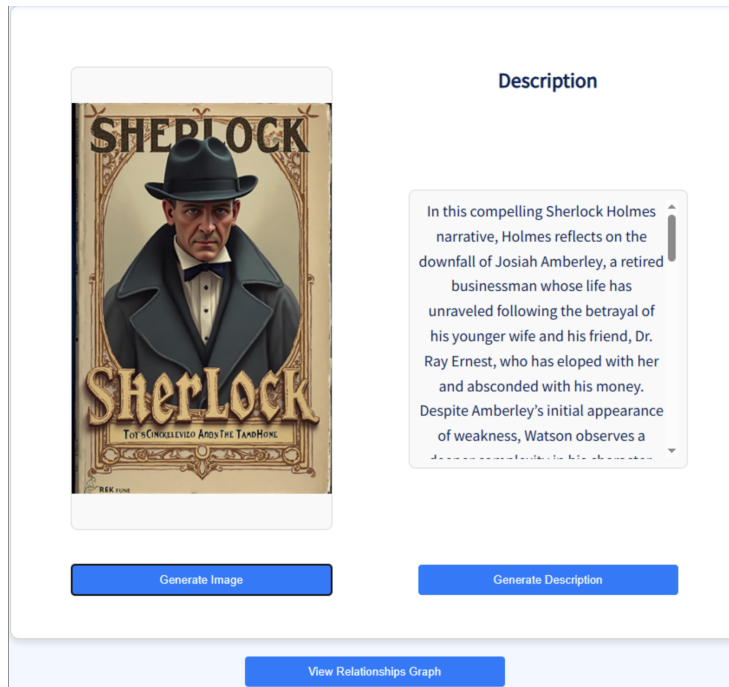 SHERLOCK
SherLock
REK
Description
In this compelling Sherlock Holmes
narrative, Holmes reflects on the
downfall of Josiah Amberley, a retired
businessman whose life has
unraveled following the betrayal of
his younger wife and his friend, Dr.
Ray Ernest, who has eloped with her
and absconded with his money.
Despite Amberley's initial appearance
of weakness, Watson observes a
Generate Image
Generate Description
View Relationships Graph